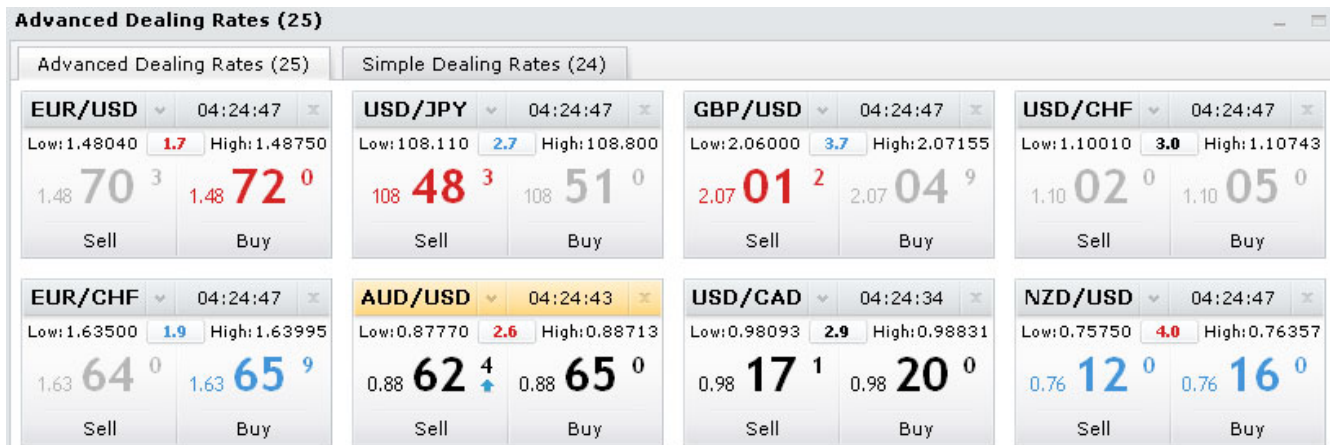 Advanced Dealing Rates (25)
Advanced Dealing Rates (25) Simple Dealing Rates (24)
EUR/USD 04:24:47 USD/JPY 04:24:47 GBP/USD 04:24:47 USD/CHF 04:24:47
Low:1.48040 1.7 High:1.48750 Low:108.110 2.7 High:108.800 Low:2.06000 3.7 High:2.07155 Low:1.10010 3.0 High:1.10743
1.48 70 3 1.48 72 0 108 48 3 108 51 0 2.07 01 2 2.07 04 9 1.10 02 0 1.10 05 0
Sell Buy Sell Buy Sell Buy Sell Buy
EUR/CHF 04:24:47 AUD/USD 04:24:43 USD/CAD 04:24:34 NZD/USD 04:24:47
Low:1.63500 1.9 High:1.63995 Low:0.87770 2.6 High:0.88713 Low:0.98093 2.9 High:0.98831 Low:0.75750 4.0 High:0.76357
1.63 64 0 1.63 65 9 0.88 62 4 0.88 65 0 0.98 17 1 0.98 20 0 0.76 12 0 0.76 16 0
Sell Buy Sell Buy Sell Buy Sell Buy